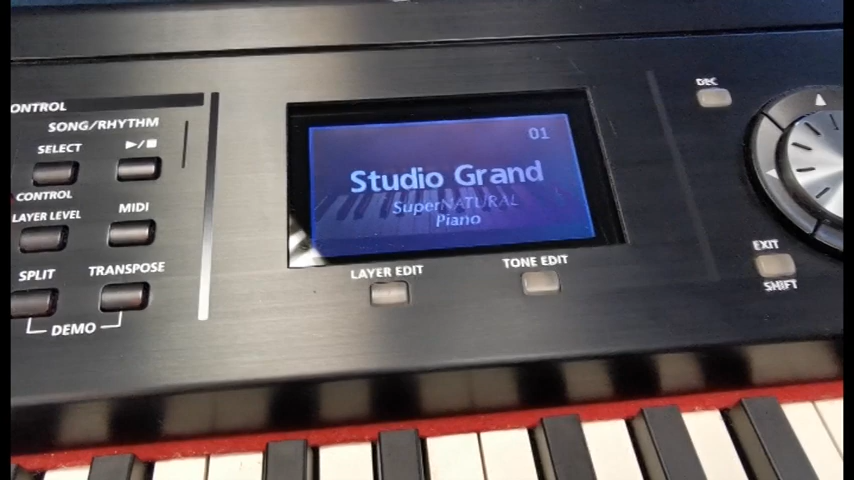 ONTROL
SONG/RHYTHM
SELECT
CONTROL
LAYER LEVEL
MIDI
SPLIT
TRANSPOSE
DEMO
01
Studio Grand
SuperNATURAL
Piano
LAYER EDIT
TONE EDIT
DEC
EXIT
SHIFT